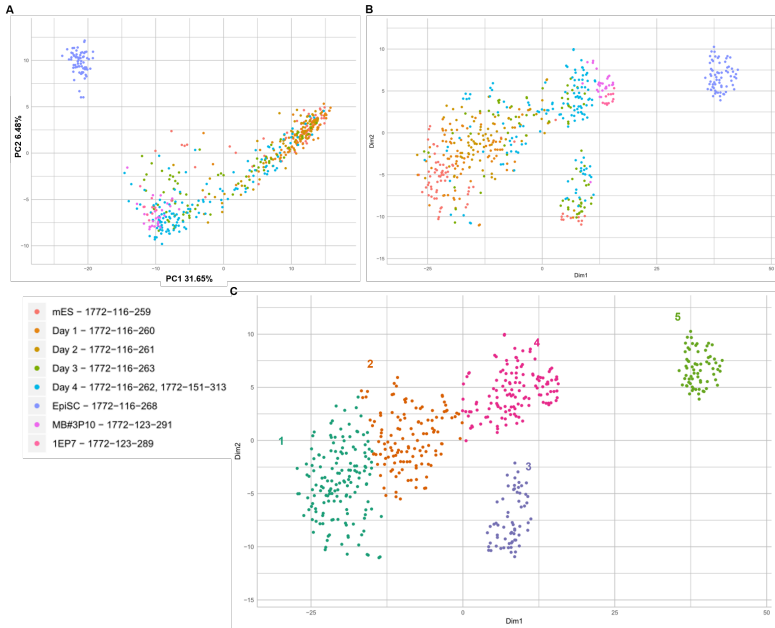 A
10
5
0
−5
−10
PC2 6.48%
−20
−10
0
10
PC1 31.65%
B
10
5
0
−5
−10
−15
Dim2
−25
0
25
50
Dim1
mES − 1772-116-259
Day 1 − 1772-116-260
Day 2 − 1772-116-261
Day 3 − 1772-116-263
Day 4 − 1772-116-262, 1772-151-313
EpiSC − 1772-116-268
MB#3P10 − 1772-123-291
1EP7 − 1772-123-289
C
1
2
3
4
5
10
5
0
−5
−10
−15
Dim2
−25
0
25
50
Dim1